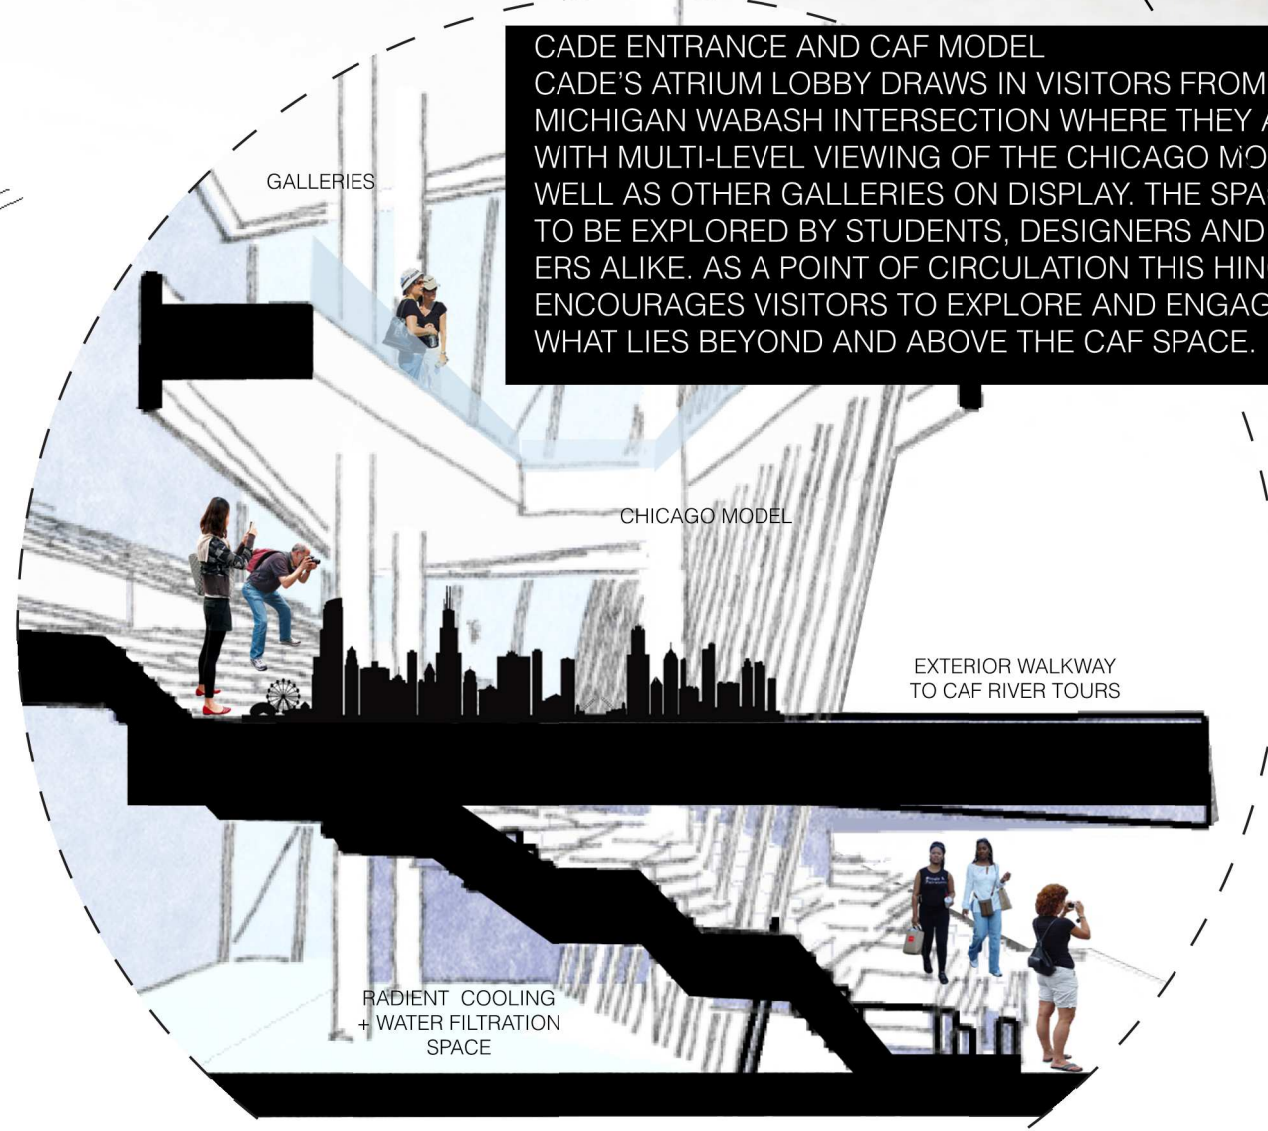 CADE ENTRANCE AND CAF MODEL
CADE'S ATRIUM LOBBY DRAWS IN VISITORS FROM
MICHIGAN WABASH INTERSECTION WHERE THEY
WITH MULTI-LEVEL VIEWING OF THE CHICAGO
WELL AS OTHER GALLERIES ON DISPLAY. THE
TO BE EXPLORED BY STUDENTS, DESIGNERS AND
ERS ALIKE. AS A POINT OF CIRCULATION THIS
ENCOURAGES VISITORS TO EXPLORE AND
WHAT LIES BEYOND AND ABOVE THE CAF SPACE.
GALLERIES
CHICAGO MODEL
EXTERIOR WALKWAY
TO CAF RIVER TOURS
RADIENT COOLING
+ WATER FILTRATION
SPACE